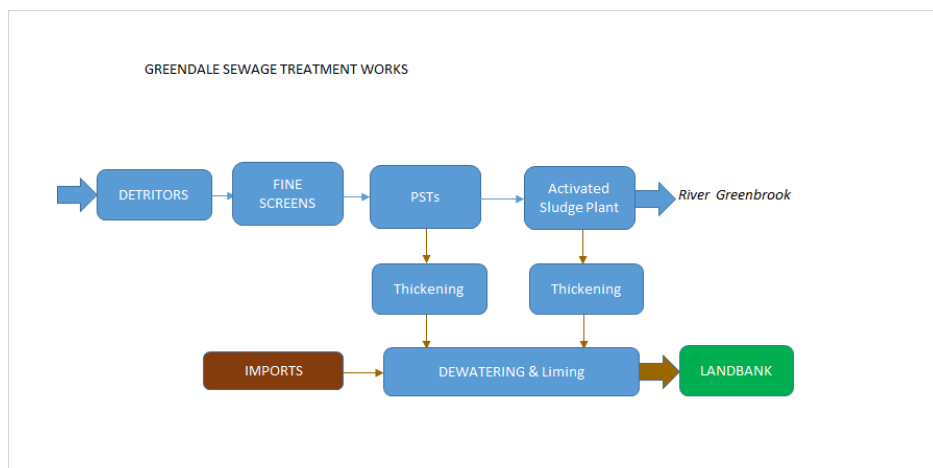 GREENDALE SEWAGE TREATMENT WORKS
DETRITORS
FINE
SCREENS
PSTs
Activated
Sludge Plant
River Greenbrook
Thickening
Thickening
IMPORTS
DEWATERING & Liming
LANDBANK